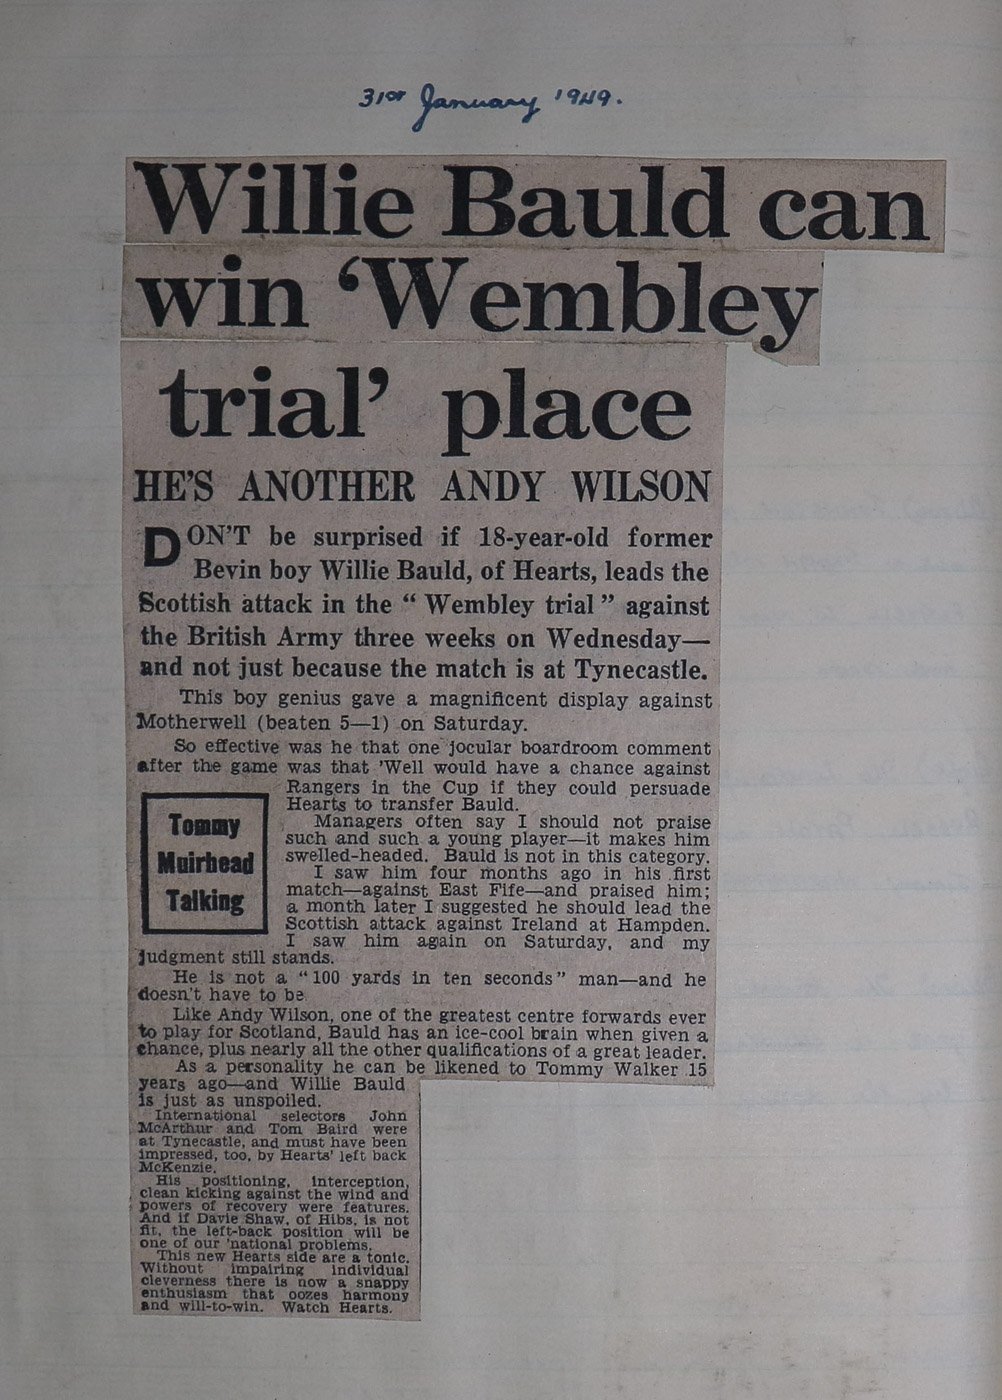 31st January 1949.
Willie Bauld can
win ‘Wembley
trial’ place
HE'S ANOTHER ANDY WILSON
DON'T be surprised if 18-year-old former
Bevin boy Willie Bauld, of Hearts, leads the
Scottish attack in the “ Wembley trial ” against
the British Army three weeks on Wednesday—
and not just because the match is at Tynecastle.
This boy genius gave a magnificent display against
Motherwell (beaten 5—1) on Saturday.
So effective was he that one jocular boardroom comment
after the game was that 'Well would have a chance against
Rangers in the Cup if they could persuade
Hearts to transfer Bauld.
Tommy
Muirhead
Talking
Managers often say I should not praise
such and such a young player—it makes him
swelled-headed. Bauld is not in this category.
I saw him four months ago in his first
match—against East Fife—and praised him;
a month later I suggested he should lead the
Scottish attack against Ireland at Hampden.
I saw him again on Saturday, and my
judgment still stands.
He is not a “100 yards in ten seconds” man—and he
doesn't have to be
Like Andy Wilson, one of the greatest centre forwards ever
to play for Scotland, Bauld has an ice-cool brain when given a
chance, plus nearly all the other qualifications of a great leader.
As a personality he can be likened to Tommy Walker 15
years ago—and Willie Bauld
is just as unspoiled.
International selectors John
McArthur and Tom Baird were
at Tynecastle, and must have been
impressed, too, by Hearts' left back
McKenzie.
His positioning, interception,
clean kicking against the wind and
powers of recovery were features.
And if Davie Shaw, of Hibs, is not
fit, the left-back position will be
one of our 'national problems.
This new Hearts side are a tonic.
Without impairing individual
cleverness there is now a snappy
enthusiasm that oozes harmony
and will-to-win. Watch Hearts.